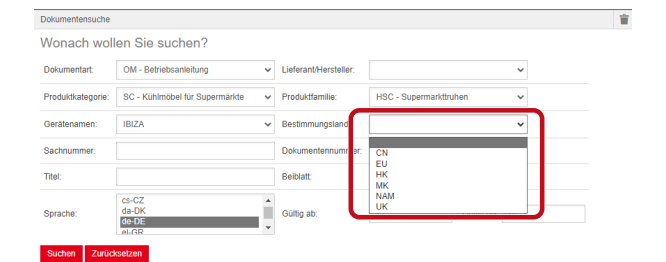 Dokumentensuche
Wonach wollen Sie suchen?
Dokumentart: OM - Betriebsanleitung Lieferant/Hersteller:
Produktkategorie: SC - Kühlmöbel für Supermärkte Produktfamilie: HSC - Supermarkttruhen
Gerätenamen: IBIZA Bestimmungsland
Sachnummer: Dokumentennummer:
CN
EU
HK
MK
NAM
UK
Titel: Beiblatt:
Sprache: Gültig ab:
cs-CZ
da-DK
de-DE
el-GR
Suchen Zurücksetzen